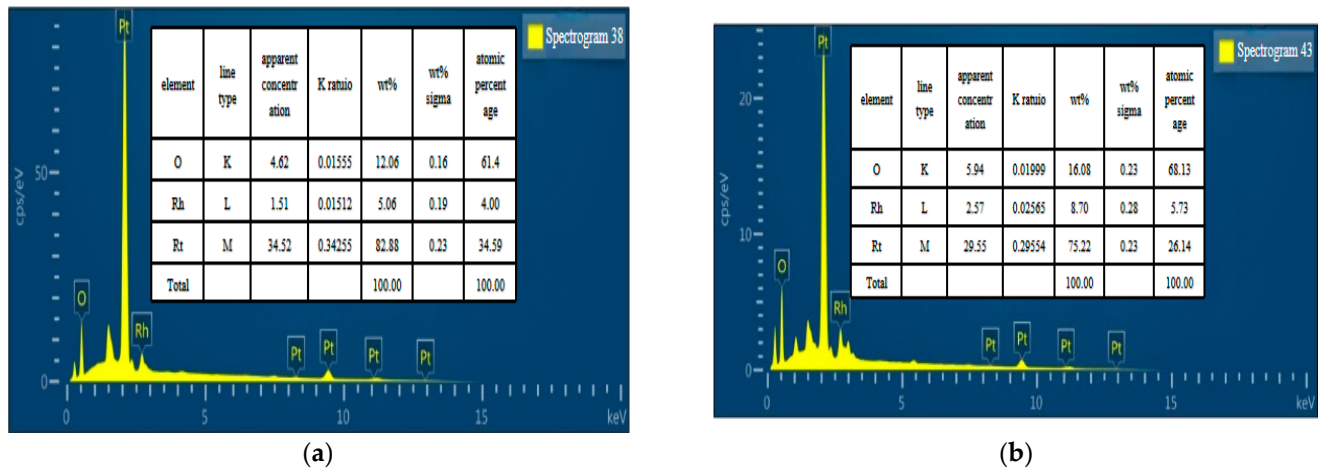 Spectrogram 38
element line type apparent concentr ation K ratuio wt% wt% sigma atomic percent age
O K 4.62 0.01555 12.06 0.16 61.4
Rh L 1.51 0.01512 5.06 0.19 4.00
Rt M 34.52 0.34255 82.88 0.23 34.59
Total 100.00 100.00
cps/eV
50
0
Pt
O
Rh
Pt
Pt
Pt
Pt
0 5 10 15 keV
(a)
Spectrogram 43
element line type apparent concentr ation K ratuio wt% wt% sigma atomic percent age
O K 5.94 0.01999 16.08 0.23 68.13
Rh L 2.57 0.02565 8.70 0.28 5.73
Rt M 29.55 0.29554 75.22 0.23 26.14
Total 100.00 100.00
cps/eV
20
10
0
Pt
O
Rh
Pt
Pt
Pt
Pt
0 5 10 15 keV
(b)